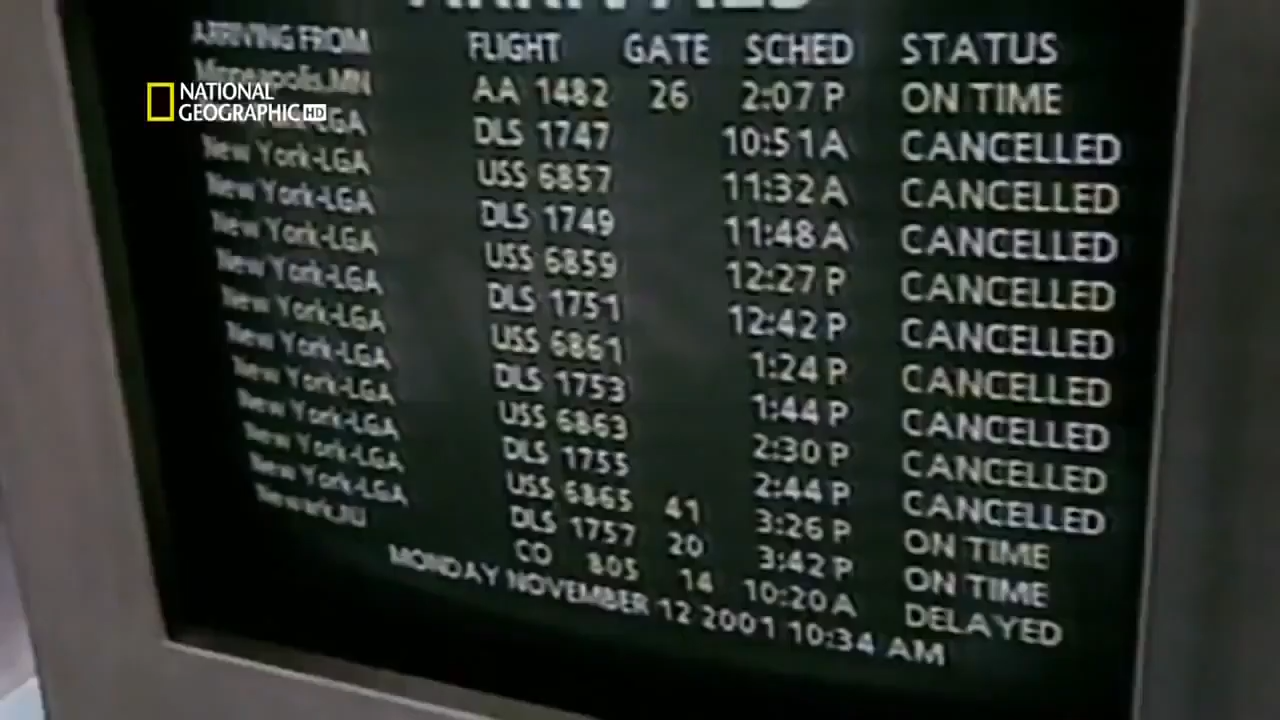 ARRIVALS
ARRIVING FROM FLIGHT GATE SCHED STATUS
NATIONAL
GEOGRAPHIC HD
Minneapolis,MN AA 1482 26 2:07 P ON TIME
York-LGA DLS 1747 10:51 A CANCELLED
New York-LGA USS 6857 11:32 A CANCELLED
New York-LGA DLS 1749 11:48 A CANCELLED
New York-LGA USS 6859 12:27 P CANCELLED
New York-LGA DLS 1751 12:42 P CANCELLED
New York-LGA USS 6861 1:24 P CANCELLED
New York-LGA DLS 1753 1:44 P CANCELLED
New York-LGA USS 6863 2:30 P CANCELLED
New York-LGA DLS 1755 2:44 P CANCELLED
New York-LGA USS 6865 41 3:26 P ON TIME
New York-LGA DLS 1757 20 3:42 P ON TIME
Newark,NJ CO 805 14 10:20 A DELAYED
MONDAY NOVEMBER 12 2001 10:34 AM